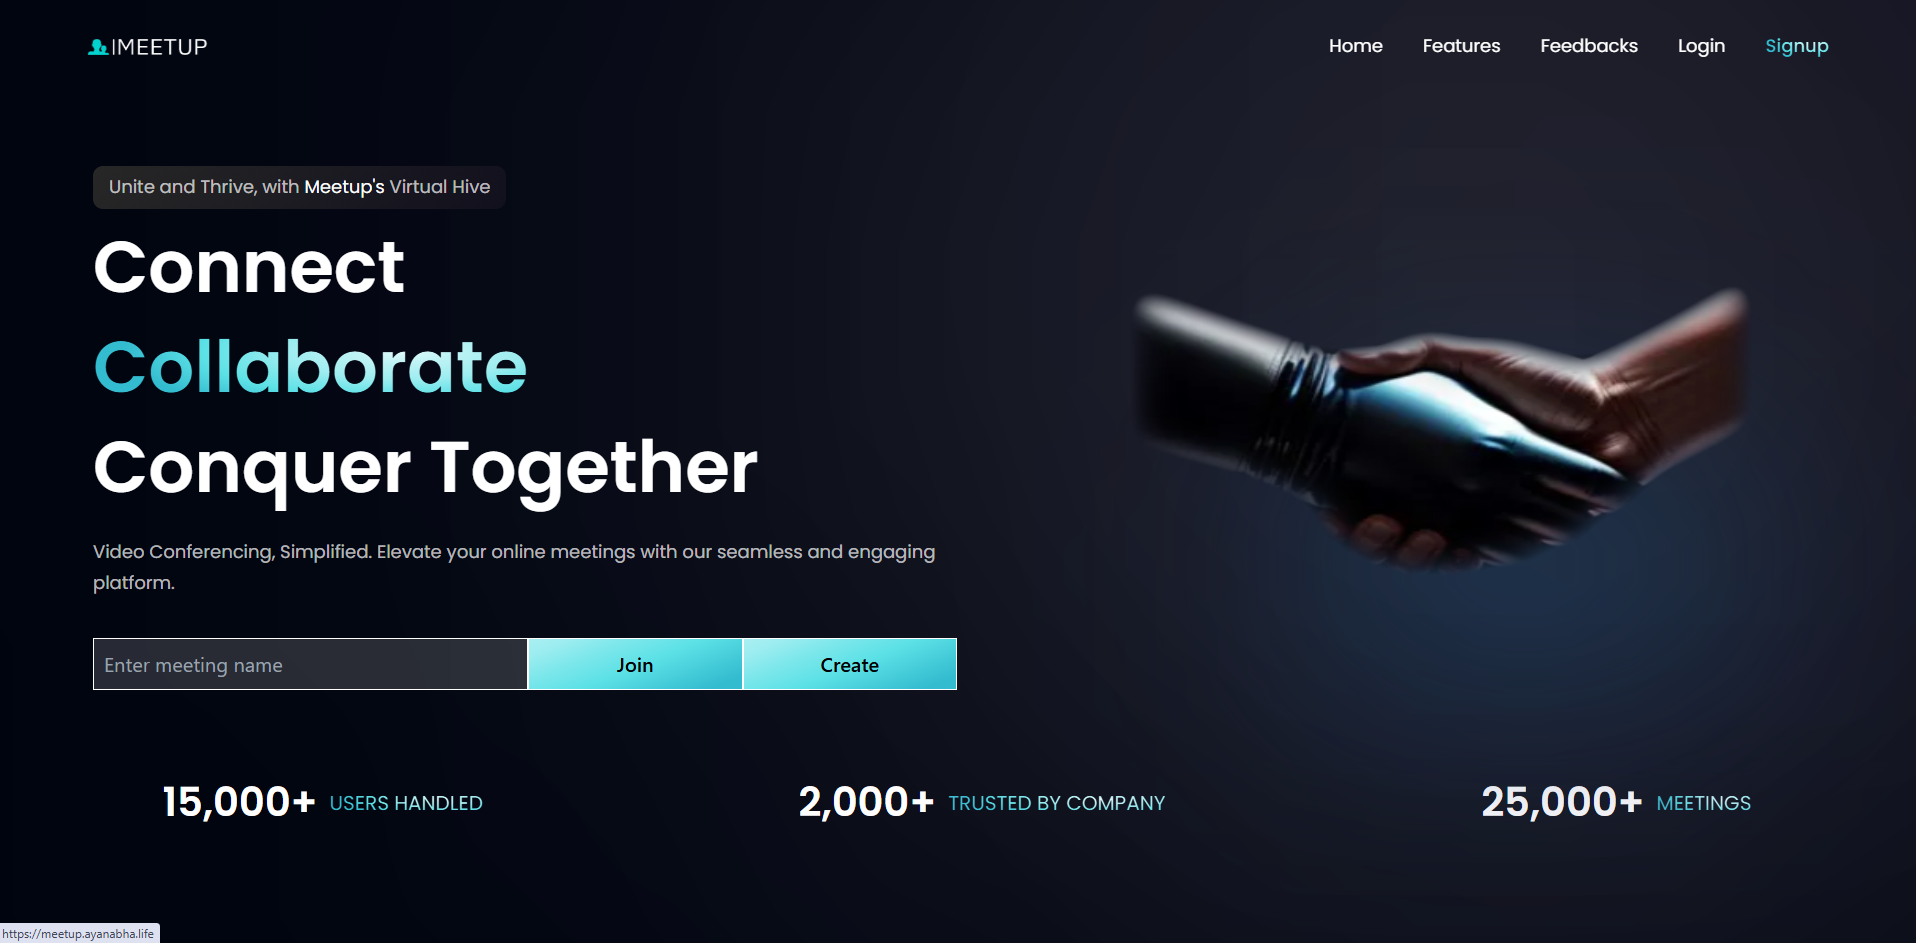 IMEETUP
Home Features Feedbacks Login Signup
Unite and Thrive, with Meetup's Virtual Hive
Connect
Collaborate
Conquer Together
Video Conferencing, Simplified. Elevate your online meetings with our seamless and engaging
platform.
Enter meeting name Join Create
15,000+ USERS HANDLED 2,000+ TRUSTED BY COMPANY 25,000+ MEETINGS
https://meetup.ayanabha.life